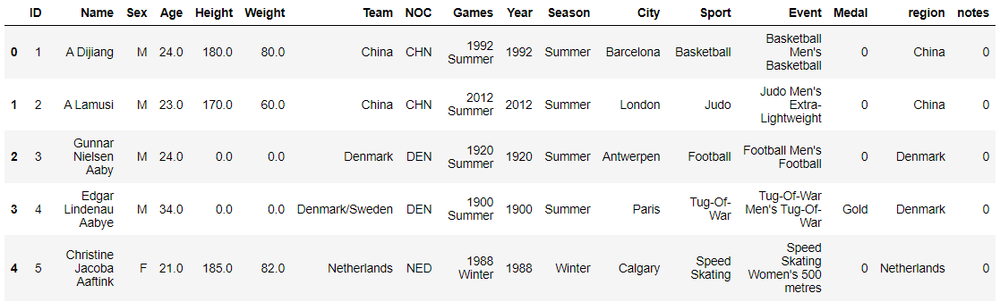 ID Name Sex Age Height Weight Team NOC Games Year Season City Sport Event Medal region notes
0 1 A Dijiang M 24.0 180.0 80.0 China CHN 1992 Summer 1992 Summer Barcelona Basketball Basketball Men's Basketball 0 China 0
1 2 A Lamusi M 23.0 170.0 60.0 China CHN 2012 Summer 2012 Summer London Judo Judo Men's Extra-Lightweight 0 China 0
2 3 Gunnar Nielsen Aaby M 24.0 0.0 0.0 Denmark DEN 1920 Summer 1920 Summer Antwerpen Football Football Men's Football 0 Denmark 0
3 4 Edgar Lindenau Aabye M 34.0 0.0 0.0 Denmark/Sweden DEN 1900 Summer 1900 Summer Paris Tug-Of-War Tug-Of-War Men's Tug-Of-War Gold Denmark 0
4 5 Christine Jacoba Aaftink F 21.0 185.0 82.0 Netherlands NED 1988 Winter 1988 Winter Calgary Speed Skating Speed Skating Women's 500 metres 0 Netherlands 0